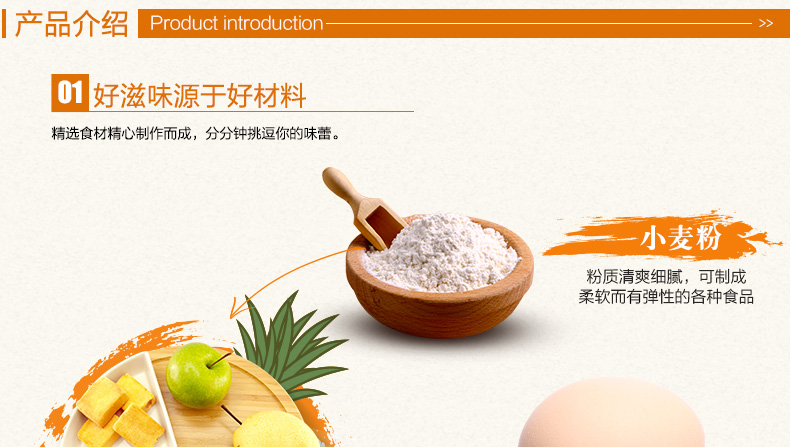 产品介绍 Product introduction >>
01 好滋味源于好材料
精选食材精心制作而成，分分钟挑逗你的味蕾。
小麦粉
粉质清爽细腻，可制成
柔软而有弹性的各种食品